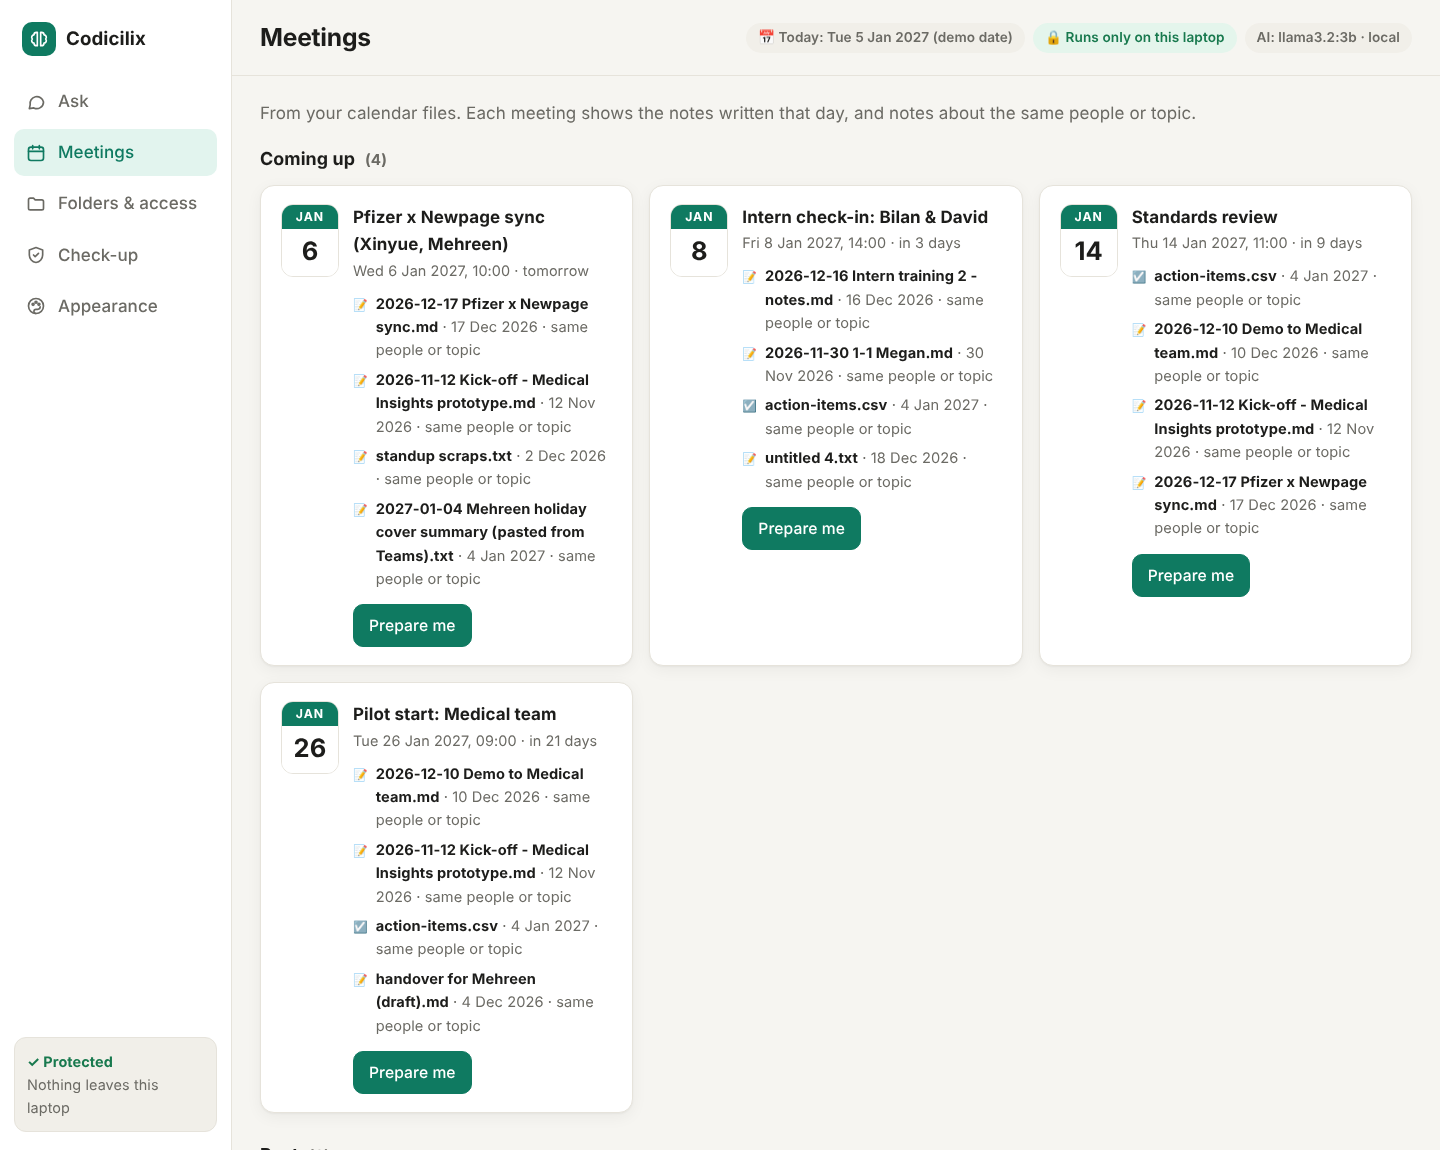 Codicilix
Ask
Meetings
Folders & access
Check-up
Appearance
✓ Protected
Nothing leaves this
laptop
Meetings
📅 Today: Tue 5 Jan 2027 (demo date)
🔒 Runs only on this laptop
AI: llama3.2:3b · local
From your calendar files. Each meeting shows the notes written that day, and notes about the same people or topic.
Coming up (4)
JAN
6
Pfizer x Newpage sync
(Xinyue, Mehreen)
Wed 6 Jan 2027, 10:00 · tomorrow
2026-12-17 Pfizer x Newpage
sync.md · 17 Dec 2026 · same
people or topic
2026-11-12 Kick-off - Medical
Insights prototype.md · 12 Nov
2026 · same people or topic
standup scraps.txt · 2 Dec 2026
· same people or topic
2027-01-04 Mehreen holiday
cover summary (pasted from
Teams).txt · 4 Jan 2027 · same
people or topic
Prepare me
JAN
8
Intern check-in: Bilan & David
Fri 8 Jan 2027, 14:00 · in 3 days
2026-12-16 Intern training 2 -
notes.md · 16 Dec 2026 · same
people or topic
2026-11-30 1-1 Megan.md · 30
Nov 2026 · same people or topic
action-items.csv · 4 Jan 2027 ·
same people or topic
untitled 4.txt · 18 Dec 2026 ·
same people or topic
Prepare me
JAN
14
Standards review
Thu 14 Jan 2027, 11:00 · in 9 days
action-items.csv · 4 Jan 2027 ·
same people or topic
2026-12-10 Demo to Medical
team.md · 10 Dec 2026 · same
people or topic
2026-11-12 Kick-off - Medical
Insights prototype.md · 12 Nov
2026 · same people or topic
2026-12-17 Pfizer x Newpage
sync.md · 17 Dec 2026 · same
people or topic
Prepare me
JAN
26
Pilot start: Medical team
Tue 26 Jan 2027, 09:00 · in 21 days
2026-12-10 Demo to Medical
team.md · 10 Dec 2026 · same
people or topic
2026-11-12 Kick-off - Medical
Insights prototype.md · 12 Nov
2026 · same people or topic
action-items.csv · 4 Jan 2027 ·
same people or topic
handover for Mehreen
(draft).md · 4 Dec 2026 · same
people or topic
Prepare me